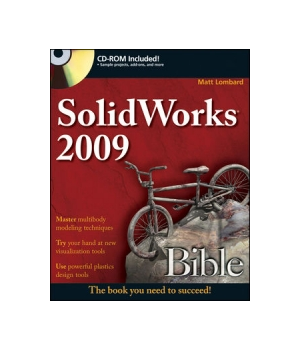 CD-ROM Included!
• Sample projects, add-ons, and more
Matt Lombard
SolidWorks®
2009
Master multibody
modeling techniques
Try your hand at new
visualization tools
Use powerful plastics
design tools
Bible
The book you need to succeed!